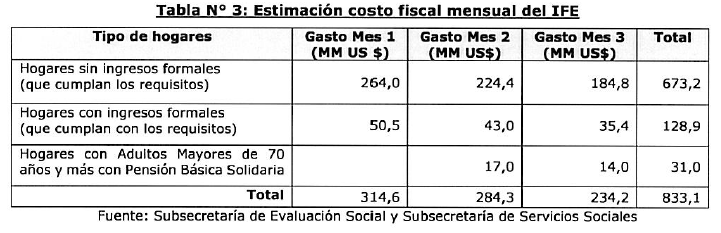 Tabla N° 3: Estimación costo fiscal mensual del IFE
Tipo de hogares Gasto Mes 1 Gasto Mes 2 Gasto Mes 3 Total
(MM US $) (MM US$) (MM US$)
Hogares sin ingresos formales
(que cumplan los requisitos) 264,0 224,4 184,8 673,2
Hogares con ingresos formales
(que cumplan con los requisitos) 50,5 43,0 35,4 128,9
Hogares con Adultos Mayores de 70
años y más con Pensión Básica Solidaria 17,0 14,0 31,0
Total 314,6 284,3 234,2 833,1
Fuente: Subsecretaría de Evaluación Social y Subsecretaría de Servicios Sociales